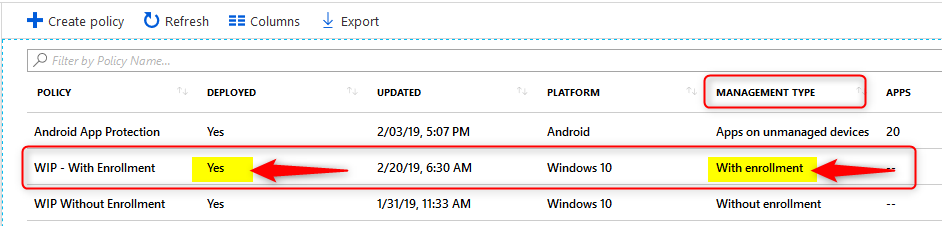 Create policy Refresh Columns Export
Filter by Policy Name...
POLICY DEPLOYED UPDATED PLATFORM MANAGEMENT TYPE APPS
Android App Protection Yes 2/03/19, 5:07 PM Android Apps on unmanaged devices 20
WIP - With Enrollment Yes 2/20/19, 6:30 AM Windows 10 With enrollment --
WIP Without Enrollment Yes 1/31/19, 11:33 AM Windows 10 Without enrollment --